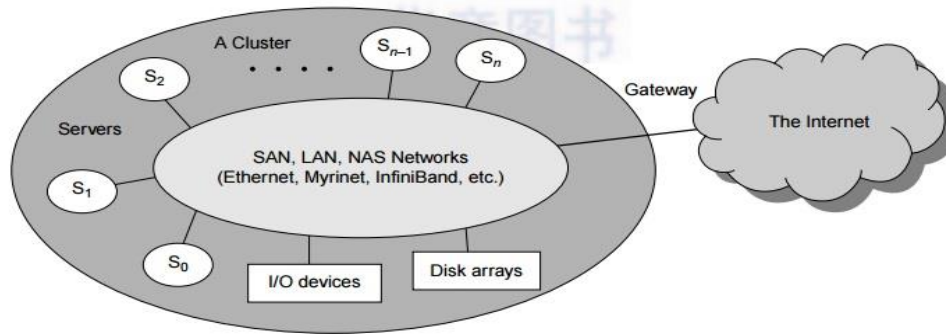 A Cluster
S2
. . . .
Sn–1
Sn
Gateway
The Internet
Servers
SAN, LAN, NAS Networks
(Ethernet, Myrinet, InfiniBand, etc.)
S1
S0
I/O devices
Disk arrays